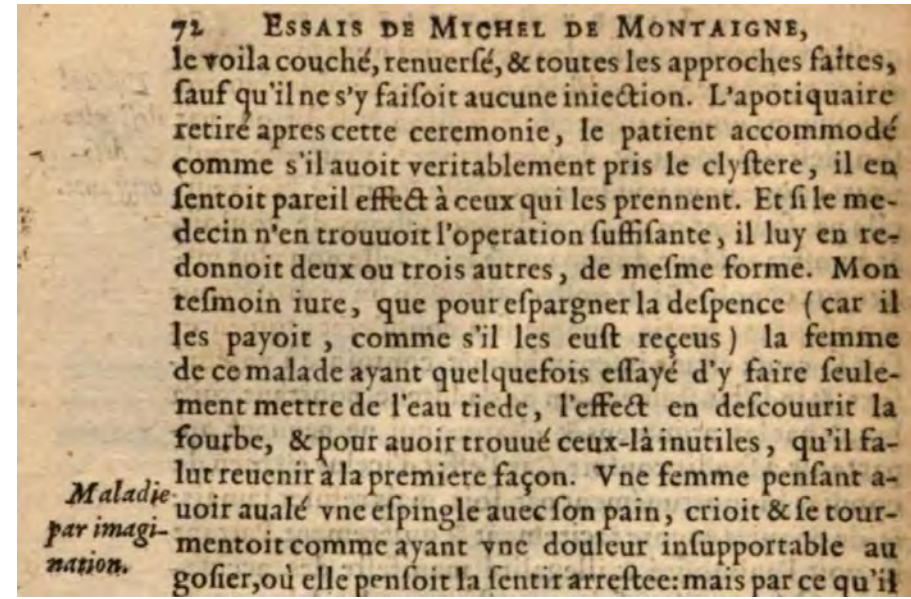 72 ESSAIS DE MICHEL DE MONTAIGNE,
le voila couché, renuersé, & toutes les approches faites,
sauf qu'il ne s'y faisoit aucune iniection. L'apotiquaire
retiré apres cette ceremonie, le patient accommodé
comme s'il auoit veritablement pris le clystere, il en
sentoit pareil effect à ceux qui les prennent. Et si le me-
decin n'en trouuoit l'operation suffisante, il luy en re-
donnoit deux ou trois autres, de mesme forme. Mon
tesmoin iure, que pour espargner la despence (car il
les payoit, comme s'il les eust reçeus) la femme
de ce malade ayant quelquefois essayé d'y faire seule-
ment mettre de l'eau tiede, l'effect en descouurit la
fourbe, & pour auoir trouué ceux-là inutiles, qu'il fa-
lut reuenir à la premiere façon. Vne femme pensant a-
uoir aualé vne espingle auec son pain, crioit & se tour-
mentoit comme ayant vne douleur insupportable au
gosier, où elle pensoit la sentir arrestee: mais par ce qu'il
Maladie
par imagi-
nation.